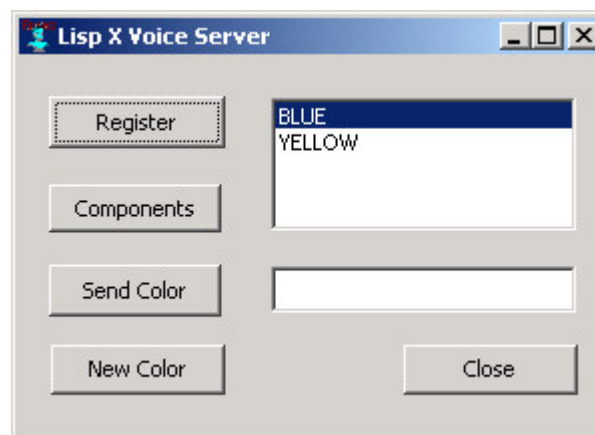 Lisp X Voice Server
Register
BLUE
YELLOW
Components
Send Color
New Color
Close